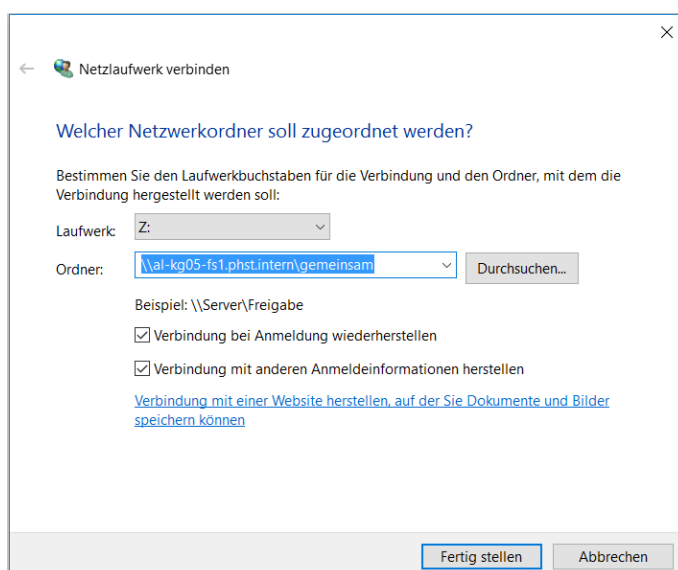 Netzlaufwerk verbinden
Welcher Netzwerkordner soll zugeordnet werden?
Bestimmen Sie den Laufwerkbuchstaben für die Verbindung und den Ordner, mit dem die
Verbindung hergestellt werden soll:
Laufwerk: Z:
Ordner: \\al-kg05-fs1.phst.intern\gemeinsam Durchsuchen...
Beispiel: \\Server\Freigabe
Verbindung bei Anmeldung wiederherstellen
Verbindung mit anderen Anmeldeinformationen herstellen
Verbindung mit einer Website herstellen, auf der Sie Dokumente und Bilder
speichern können
Fertig stellen Abbrechen